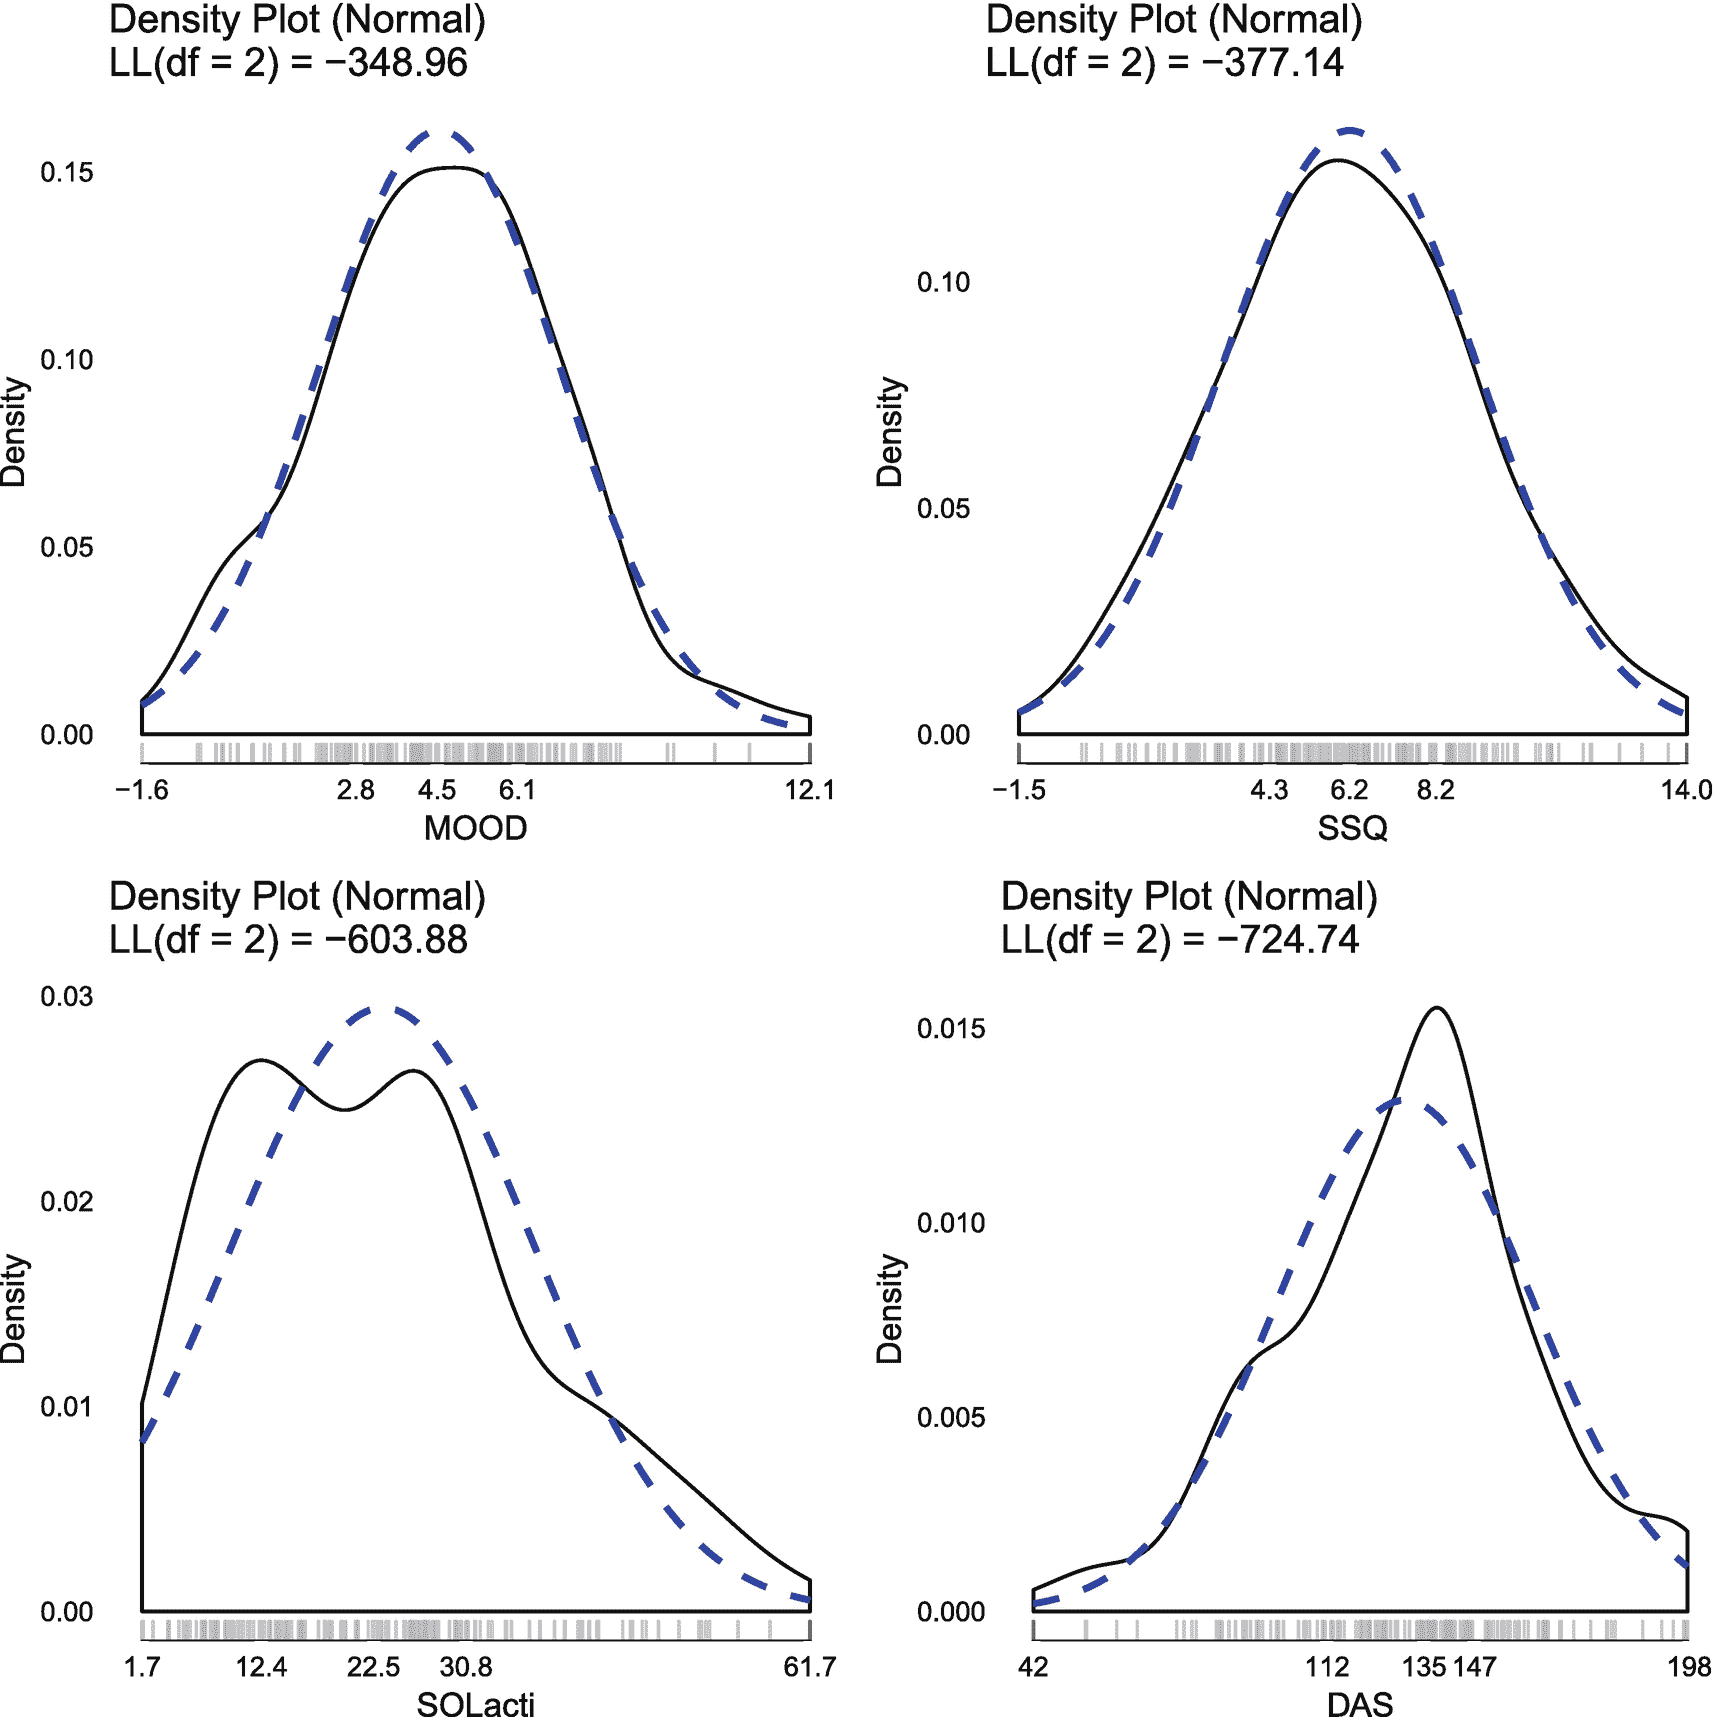 Density Plot (Normal)
LL(df = 2) = −348.96
0.15
0.10
0.05
0.00
Density
−1.6 2.8 4.5 6.1 12.1
MOOD
Density Plot (Normal)
LL(df = 2) = −377.14
0.10
0.05
0.00
Density
−1.5 4.3 6.2 8.2 14.0
SSQ
Density Plot (Normal)
LL(df = 2) = −603.88
0.03
0.02
0.01
0.00
Density
1.7 12.4 22.5 30.8 61.7
SOLacti
Density Plot (Normal)
LL(df = 2) = −724.74
0.015
0.010
0.005
0.000
Density
42 112 135 147 198
DAS